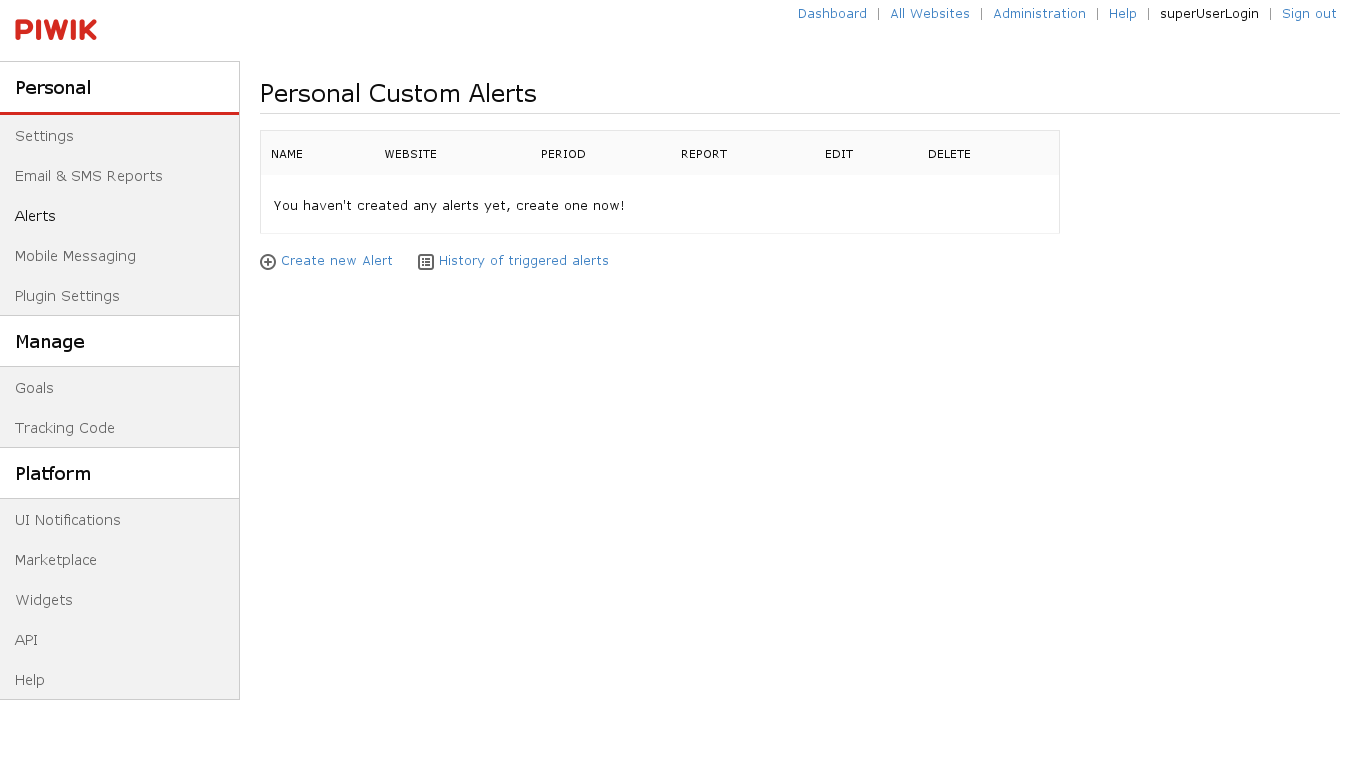 PIWIK
Dashboard | All Websites | Administration | Help | superUserLogin | Sign out
Personal
Settings
Email & SMS Reports
Alerts
Mobile Messaging
Plugin Settings
Manage
Goals
Tracking Code
Platform
UI Notifications
Marketplace
Widgets
API
Help
Personal Custom Alerts
NAME WEBSITE PERIOD REPORT EDIT DELETE
You haven't created any alerts yet, create one now!
Create new Alert History of triggered alerts